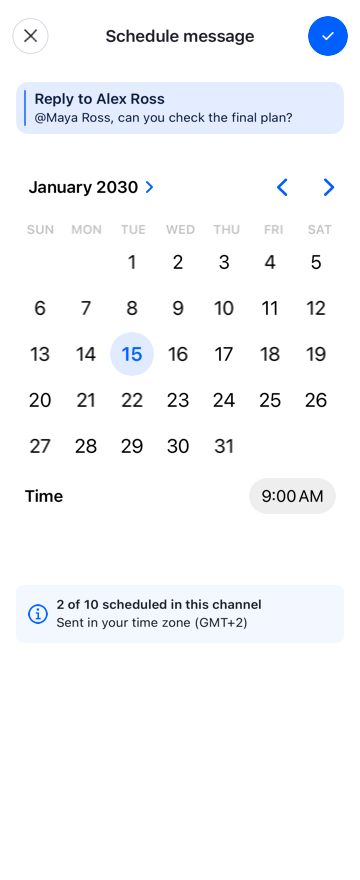 Schedule message
Reply to Alex Ross
@Maya Ross, can you check the final plan?
January 2030
SUN MON TUE WED THU FRI SAT
1 2 3 4 5
6 7 8 9 10 11 12
13 14 15 16 17 18 19
20 21 22 23 24 25 26
27 28 29 30 31
Time 9:00 AM
2 of 10 scheduled in this channel
Sent in your time zone (GMT+2)